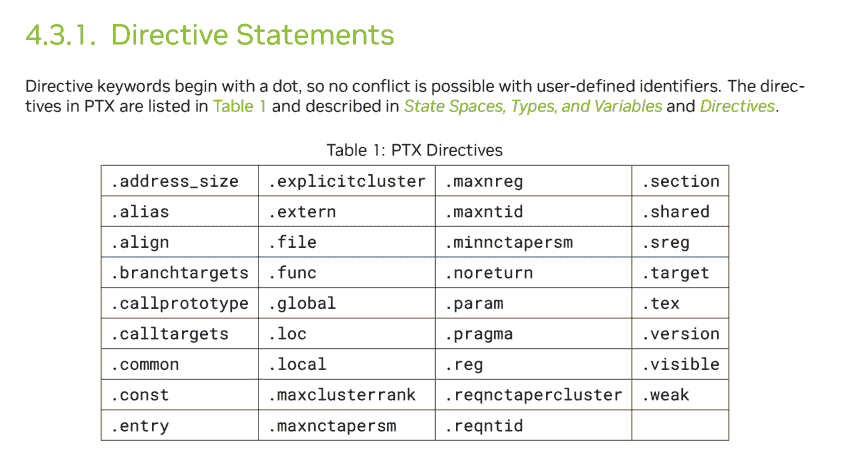 4.3.1. Directive Statements
Directive keywords begin with a dot, so no conflict is possible with user-defined identifiers. The direc-
tives in PTX are listed in Table 1 and described in State Spaces, Types, and Variables and Directives.
Table 1: PTX Directives
.address_size .explicitcluster .maxnreg .section
.alias .extern .maxntid .shared
.align .file .minnctapersm .sreg
.branchtargets .func .noreturn .target
.callprototype .global .param .tex
.calltargets .loc .pragma .version
.common .local .reg .visible
.const .maxclusterrank .reqnctapercluster .weak
.entry .maxnctapersm .reqntid